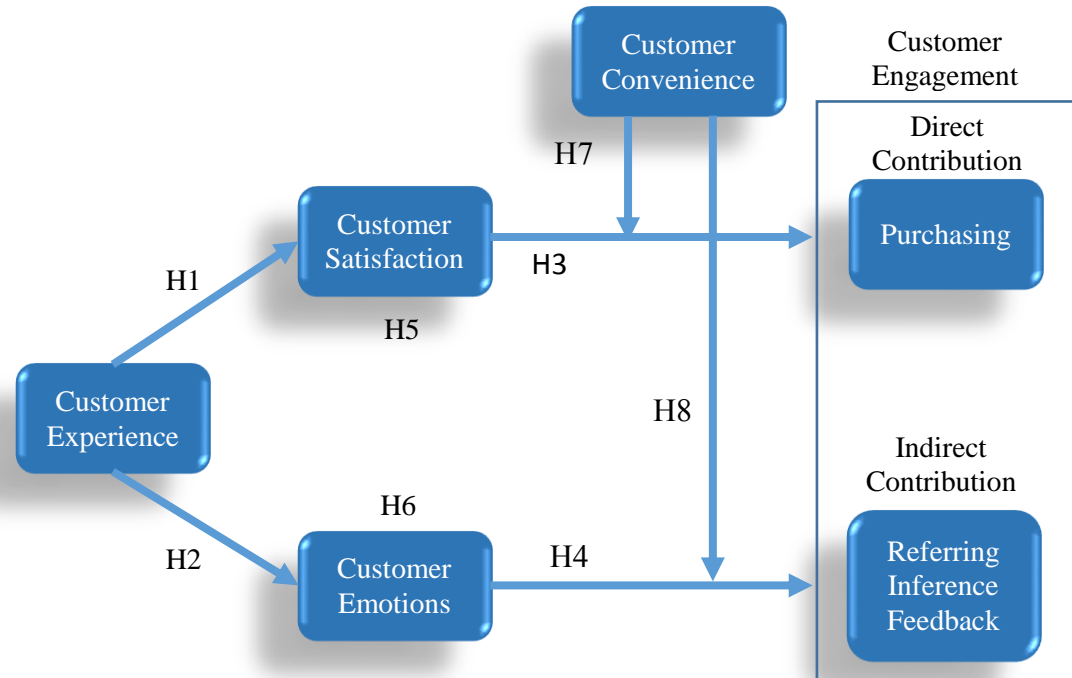 Customer
Convenience
Customer
Engagement
Direct
Contribution
H7
Customer
Satisfaction
Purchasing
H3
H1
H5
Customer
Experience
H8
Indirect
Contribution
H6
H2
Customer
Emotions
H4
Referring
Inference
Feedback